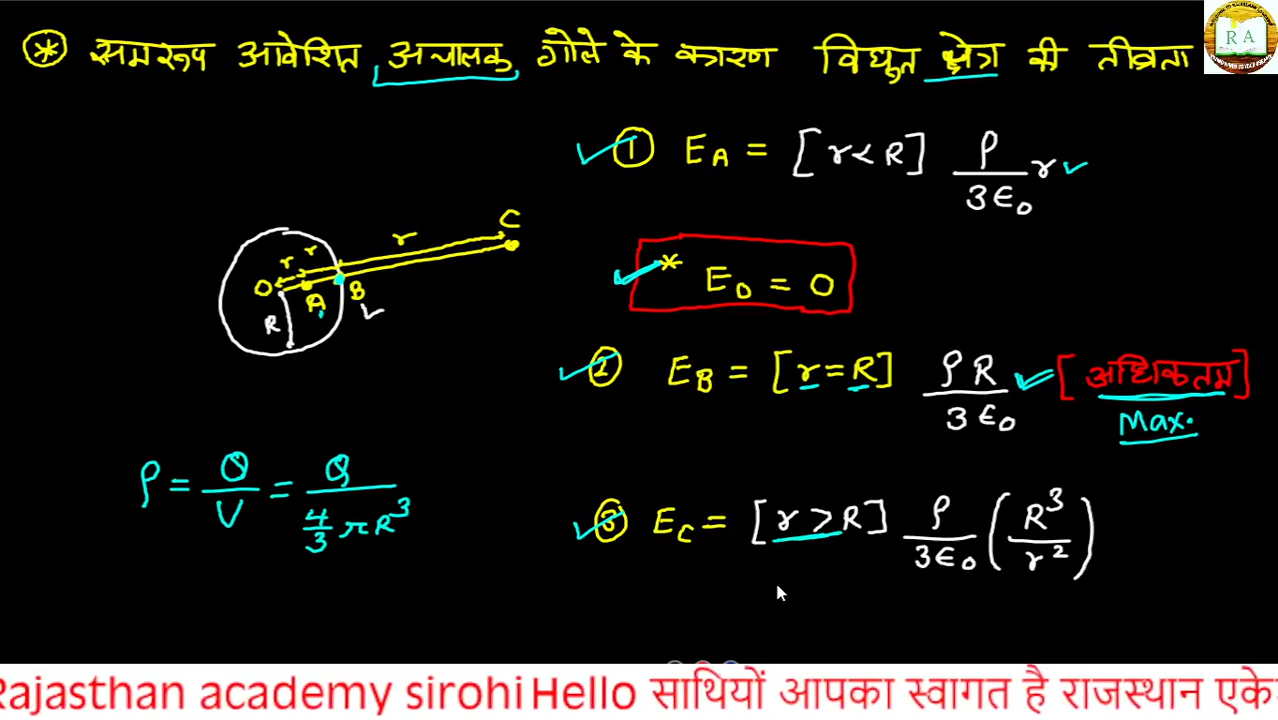 * समरूप आवेशित अचालक गोले के कारण विद्युत क्षेत्र की तीव्रता
RA
① E_A = [r < R] ρ/3ϵ₀ r
C
r
r r
O A B
R
* E_O = 0
② E_B = [r = R] ρR/3ϵ₀ [अधिकतम]
Max.
ρ = Q/V = Q/(4/3 πR³)
③ E_C = [r > R] ρ/3ϵ₀ (R³/r²)
Rajasthan academy sirohi Hello साथियों आपका स्वागत है राजस्थान एके